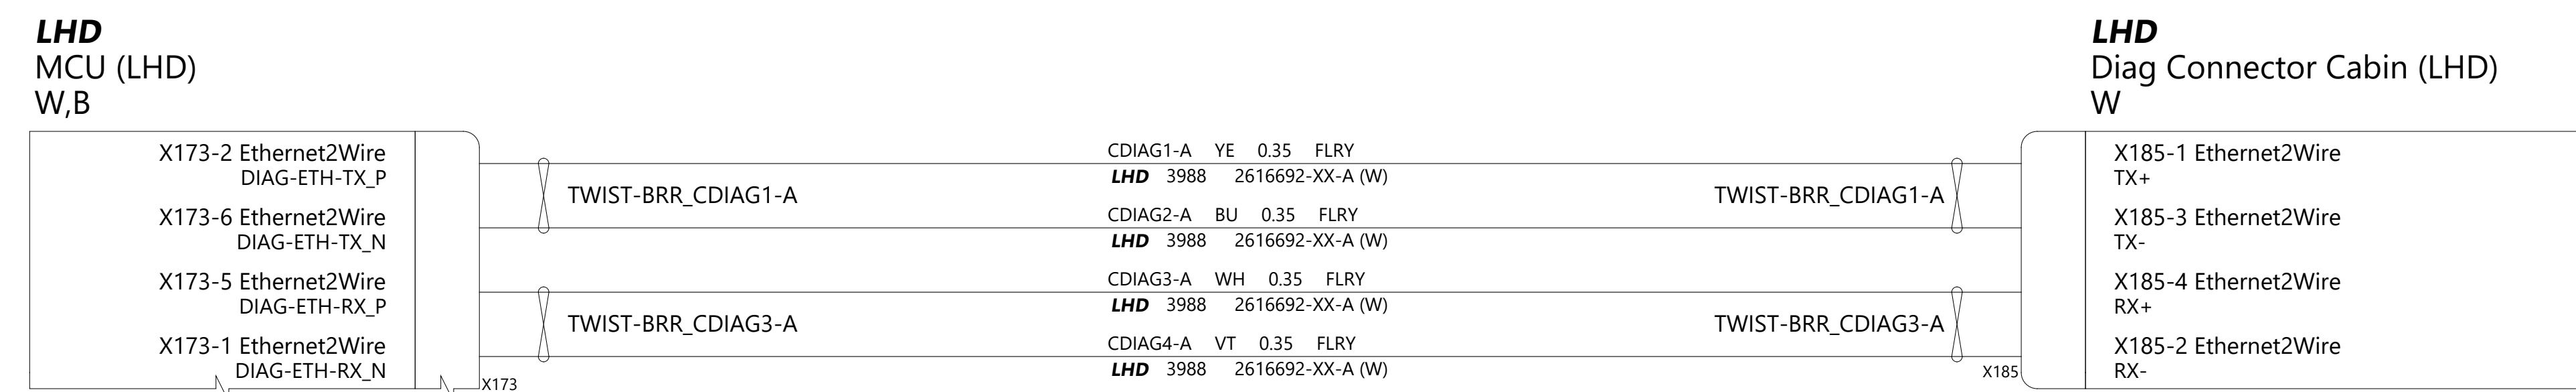 LHD
MCU (LHD)
W,B
X173-2 Ethernet2Wire
DIAG-ETH-TX_P
X173-6 Ethernet2Wire
DIAG-ETH-TX_N
X173-5 Ethernet2Wire
DIAG-ETH-RX_P
X173-1 Ethernet2Wire
DIAG-ETH-RX_N
X173
TWIST-BRR_CDIAG1-A
TWIST-BRR_CDIAG3-A
CDIAG1-A YE 0.35 FLRY
LHD 3988 2616692-XX-A (W)
CDIAG2-A BU 0.35 FLRY
LHD 3988 2616692-XX-A (W)
CDIAG3-A WH 0.35 FLRY
LHD 3988 2616692-XX-A (W)
CDIAG4-A VT 0.35 FLRY
LHD 3988 2616692-XX-A (W)
TWIST-BRR_CDIAG1-A
TWIST-BRR_CDIAG3-A
X185
LHD
Diag Connector Cabin (LHD)
W
X185-1 Ethernet2Wire
TX+
X185-3 Ethernet2Wire
TX-
X185-4 Ethernet2Wire
RX+
X185-2 Ethernet2Wire
RX-